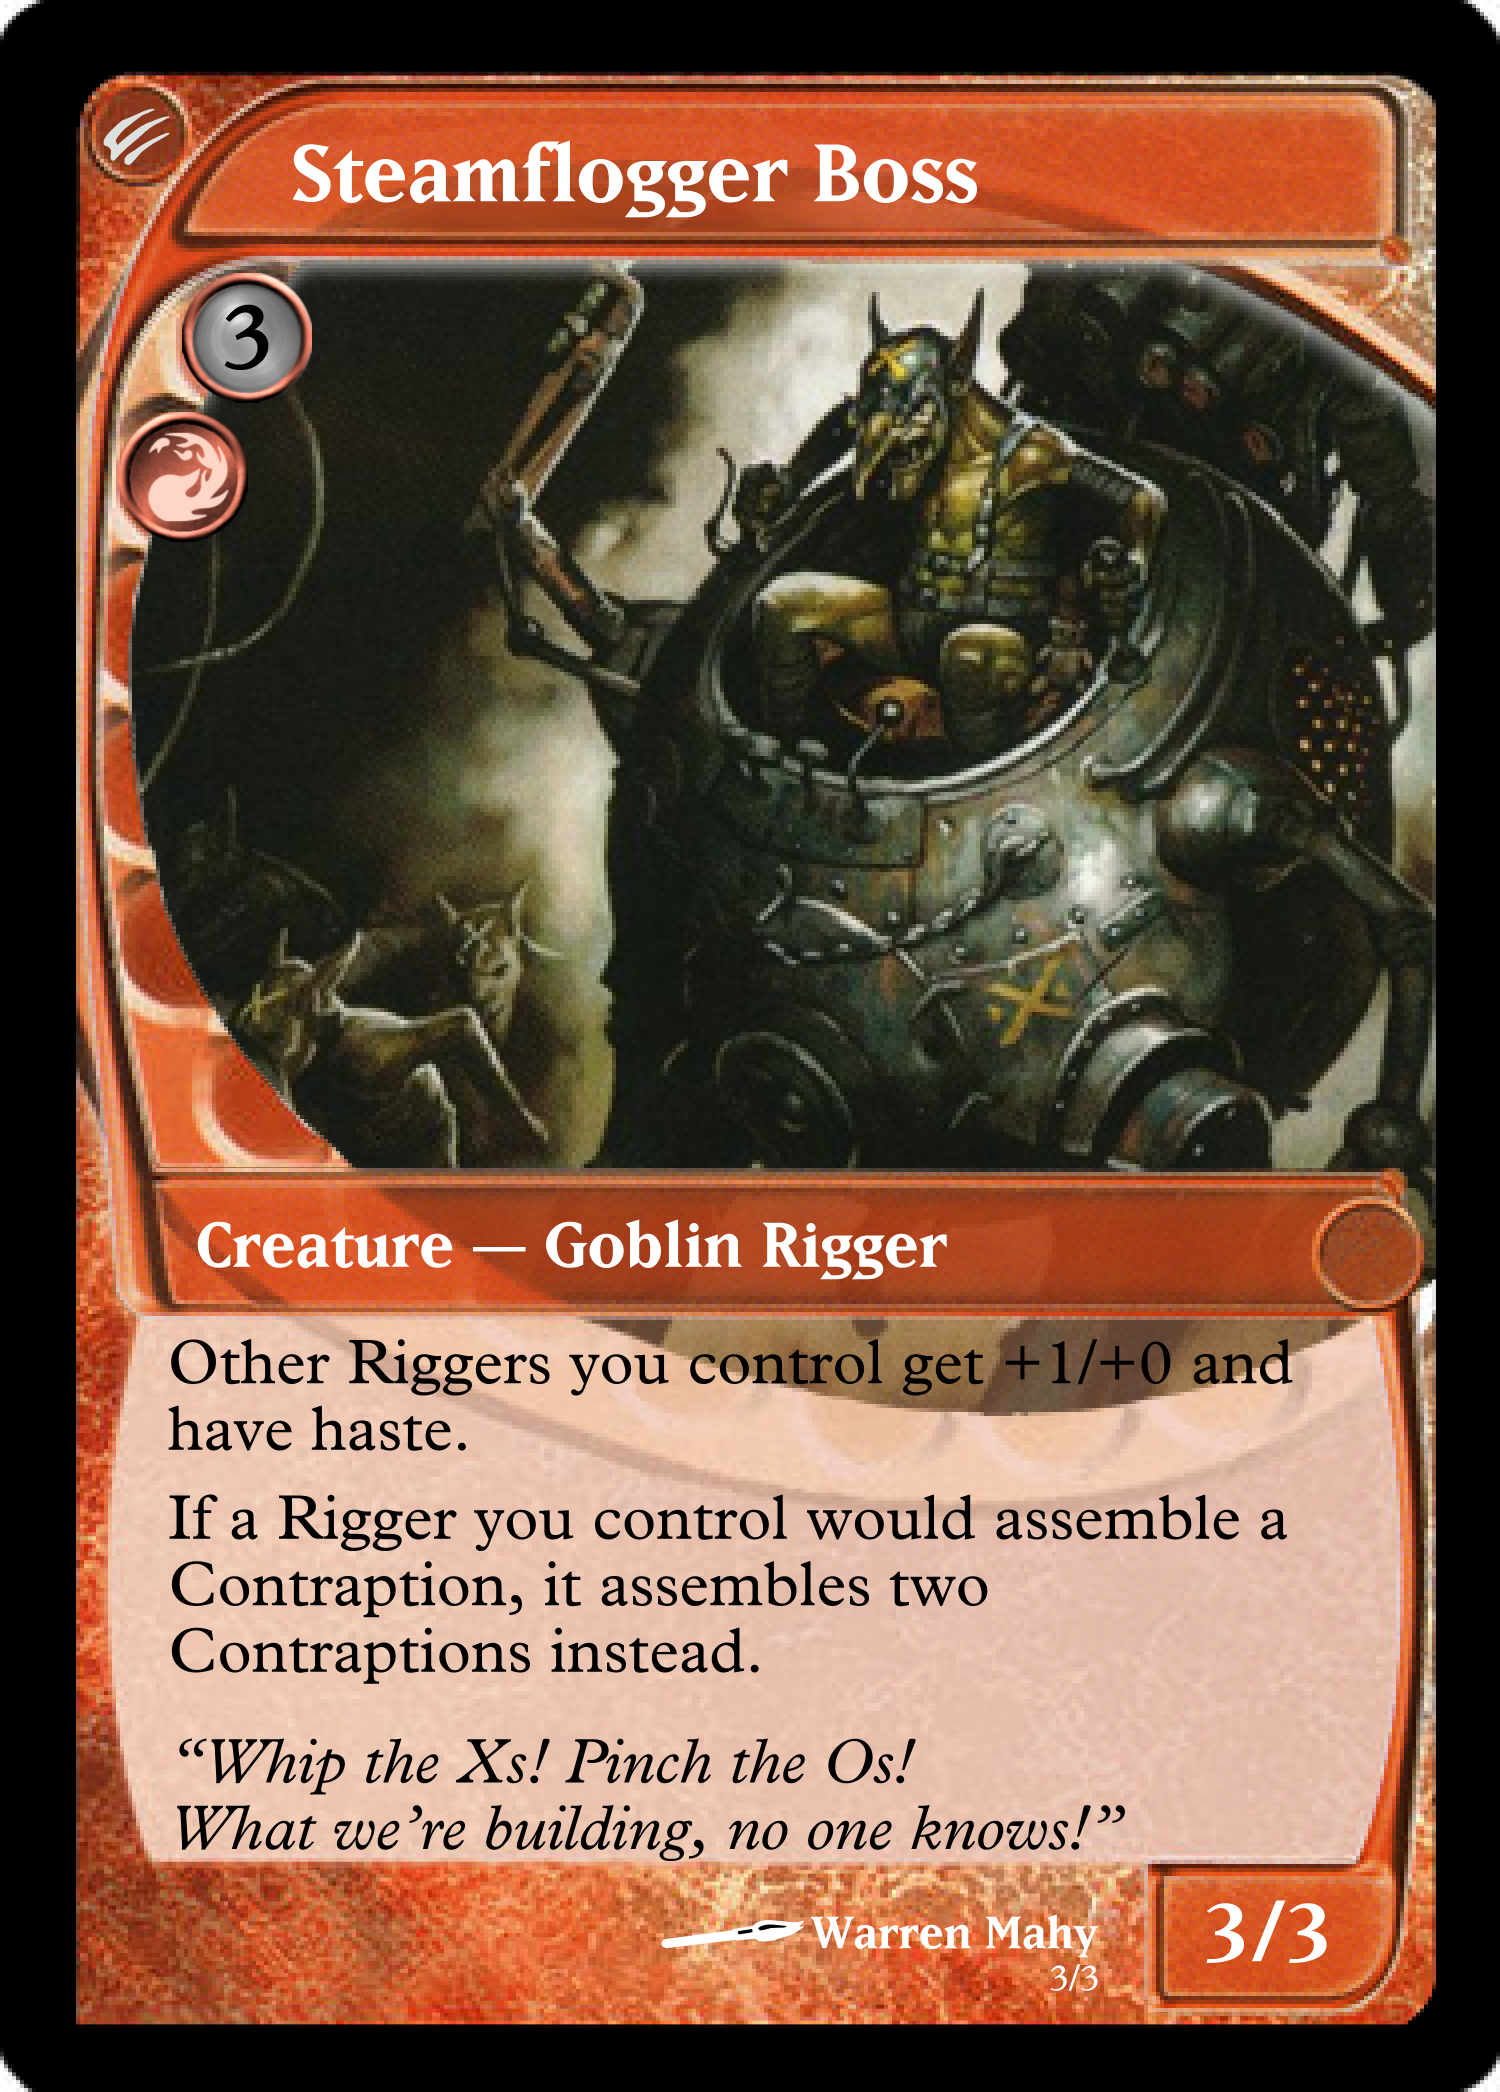 Steamflogger Boss
3
Creature — Goblin Rigger
Other Riggers you control get +1/+0 and
have haste.
If a Rigger you control would assemble a
Contraption, it assembles two
Contraptions instead.
“Whip the Xs! Pinch the Os!
What we’re building, no one knows!”
Warren Mahy
3/3
3/3